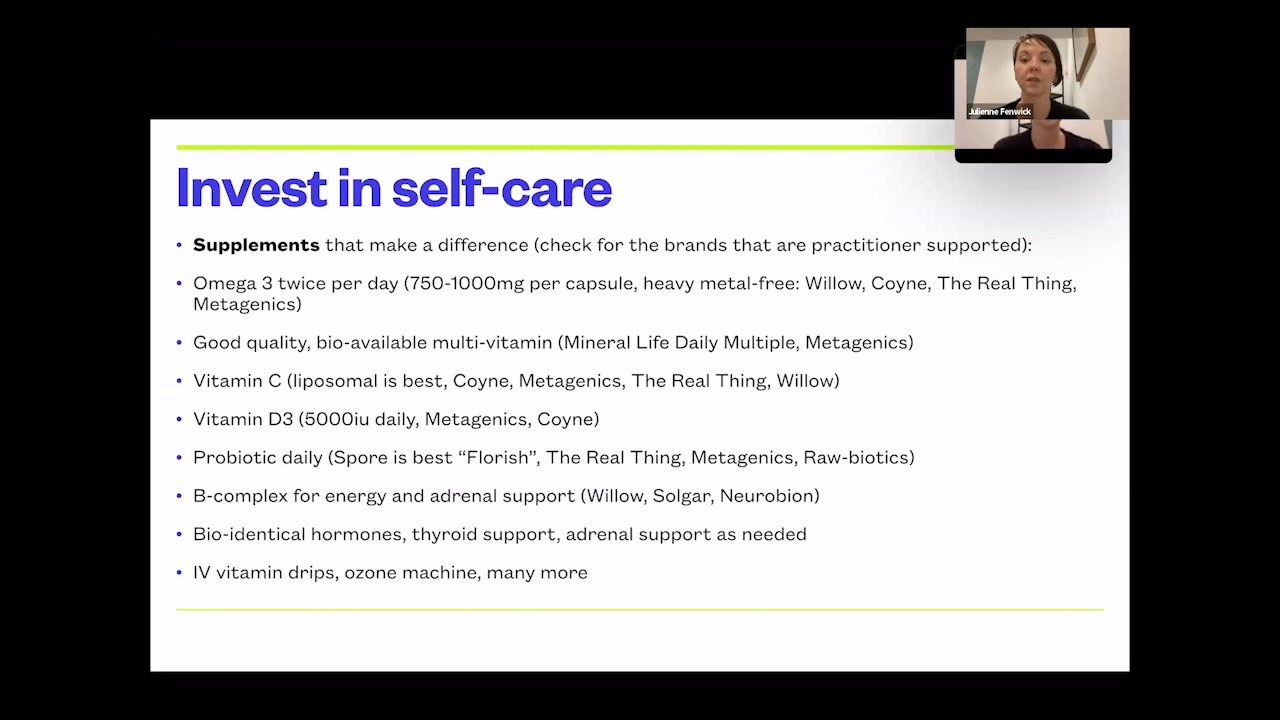 Julienne Fenwick
Invest in self-care
• Supplements that make a difference (check for the brands that are practitioner supported):
• Omega 3 twice per day (750-1000mg per capsule, heavy metal-free: Willow, Coyne, The Real Thing,
Metagenics)
• Good quality, bio-available multi-vitamin (Mineral Life Daily Multiple, Metagenics)
• Vitamin C (liposomal is best, Coyne, Metagenics, The Real Thing, Willow)
• Vitamin D3 (5000iu daily, Metagenics, Coyne)
• Probiotic daily (Spore is best “Florish”, The Real Thing, Metagenics, Raw-biotics)
• B-complex for energy and adrenal support (Willow, Solgar, Neurobion)
• Bio-identical hormones, thyroid support, adrenal support as needed
• IV vitamin drips, ozone machine, many more